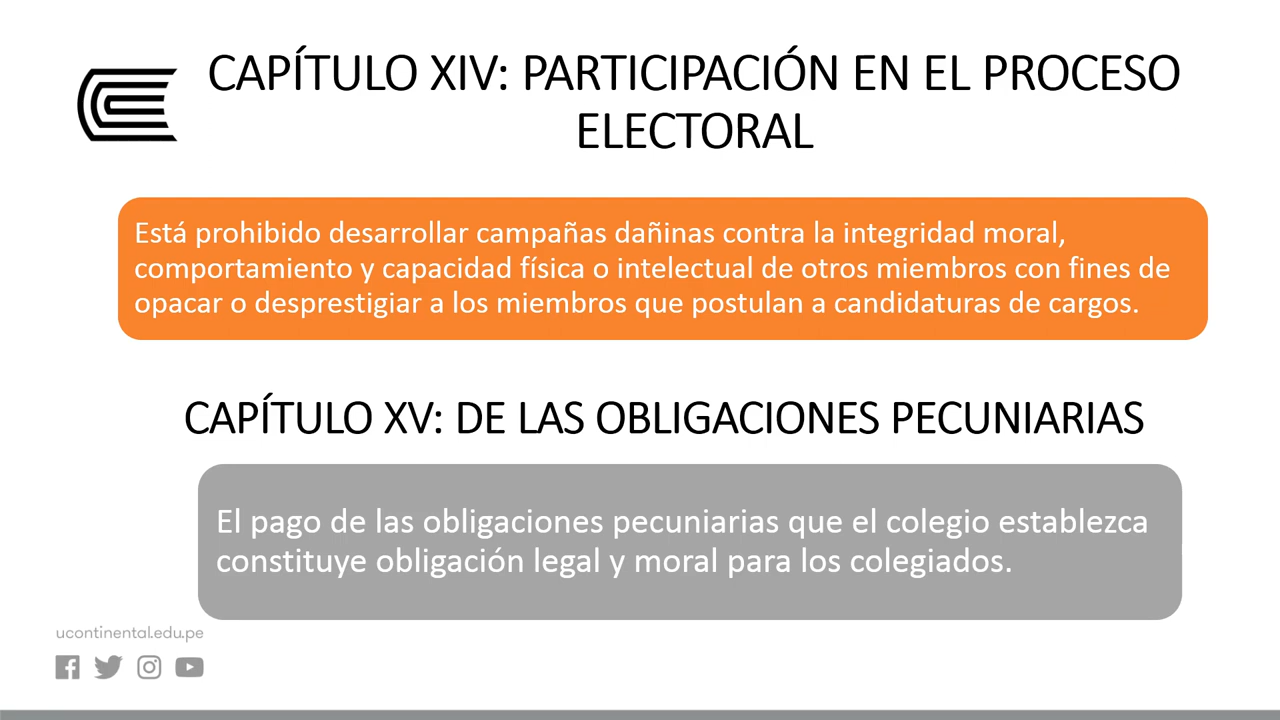 CAPÍTULO XIV: PARTICIPACIÓN EN EL PROCESO
ELECTORAL
Está prohibido desarrollar campañas dañinas contra la integridad moral,
comportamiento y capacidad física o intelectual de otros miembros con fines de
opacar o desprestigiar a los miembros que postulan a candidaturas de cargos.
CAPÍTULO XV: DE LAS OBLIGACIONES PECUNIARIAS
El pago de las obligaciones pecuniarias que el colegio establezca
constituye obligación legal y moral para los colegiados.
ucontinental.edu.pe